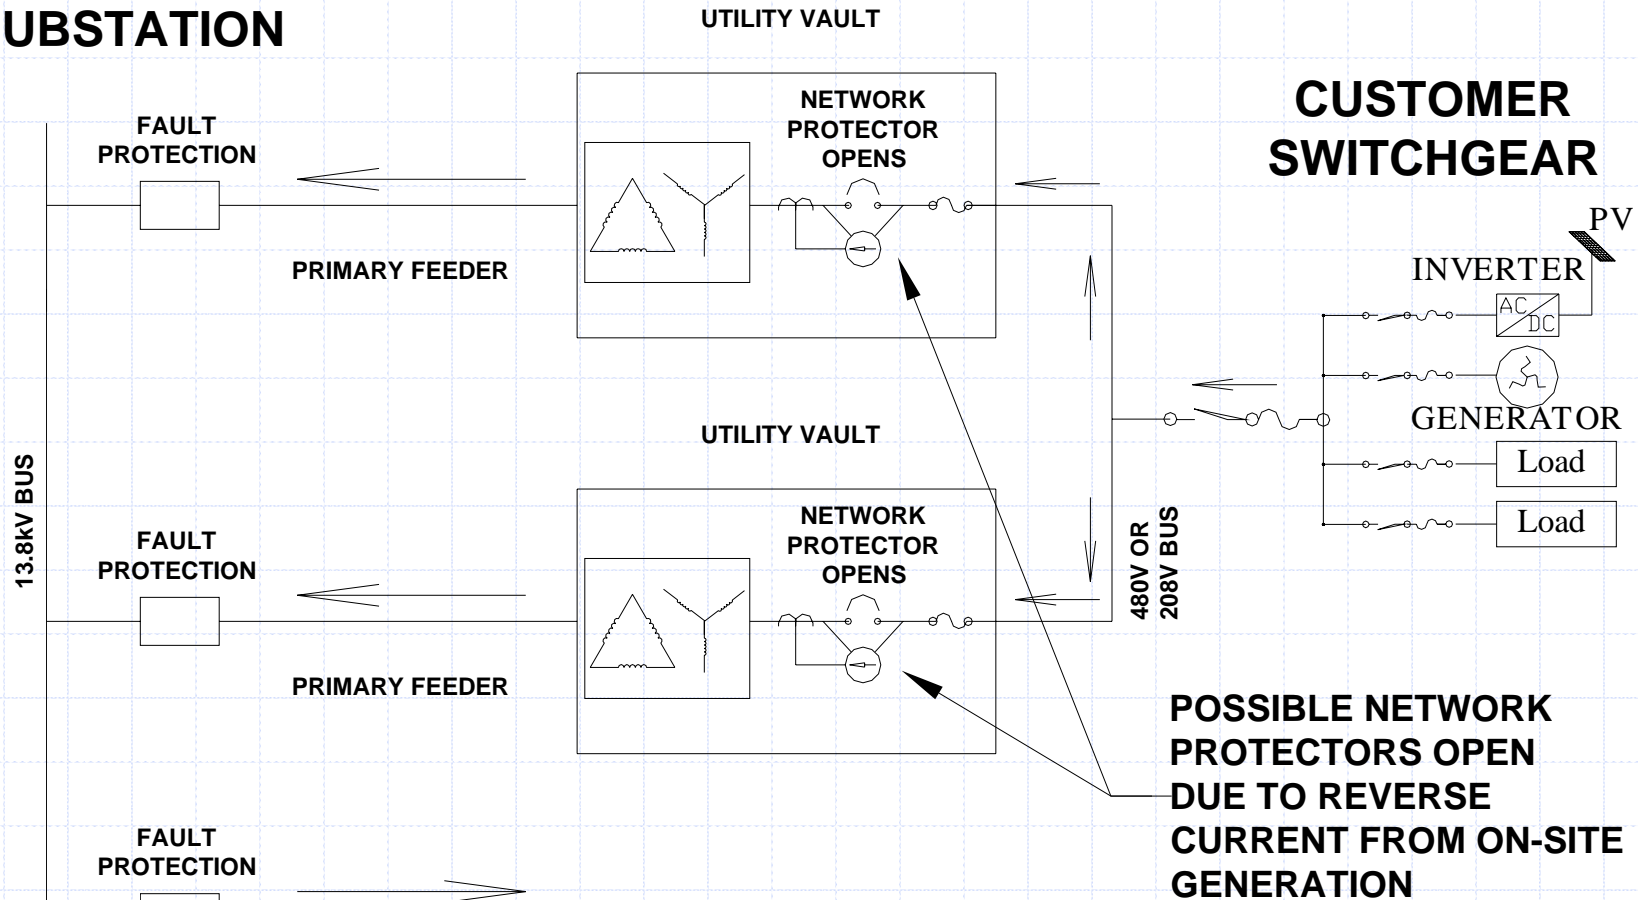 UBSTATION
UTILITY VAULT
CUSTOMER
SWITCHGEAR
FAULT
PROTECTION
NETWORK
PROTECTOR
OPENS
PRIMARY FEEDER
PV
INVERTER
AC
DC
GENERATOR
Load
Load
UTILITY VAULT
13.8kV BUS
FAULT
PROTECTION
NETWORK
PROTECTOR
OPENS
480V OR
208V BUS
PRIMARY FEEDER
POSSIBLE NETWORK
PROTECTORS OPEN
DUE TO REVERSE
CURRENT FROM ON-SITE
GENERATION
FAULT
PROTECTION